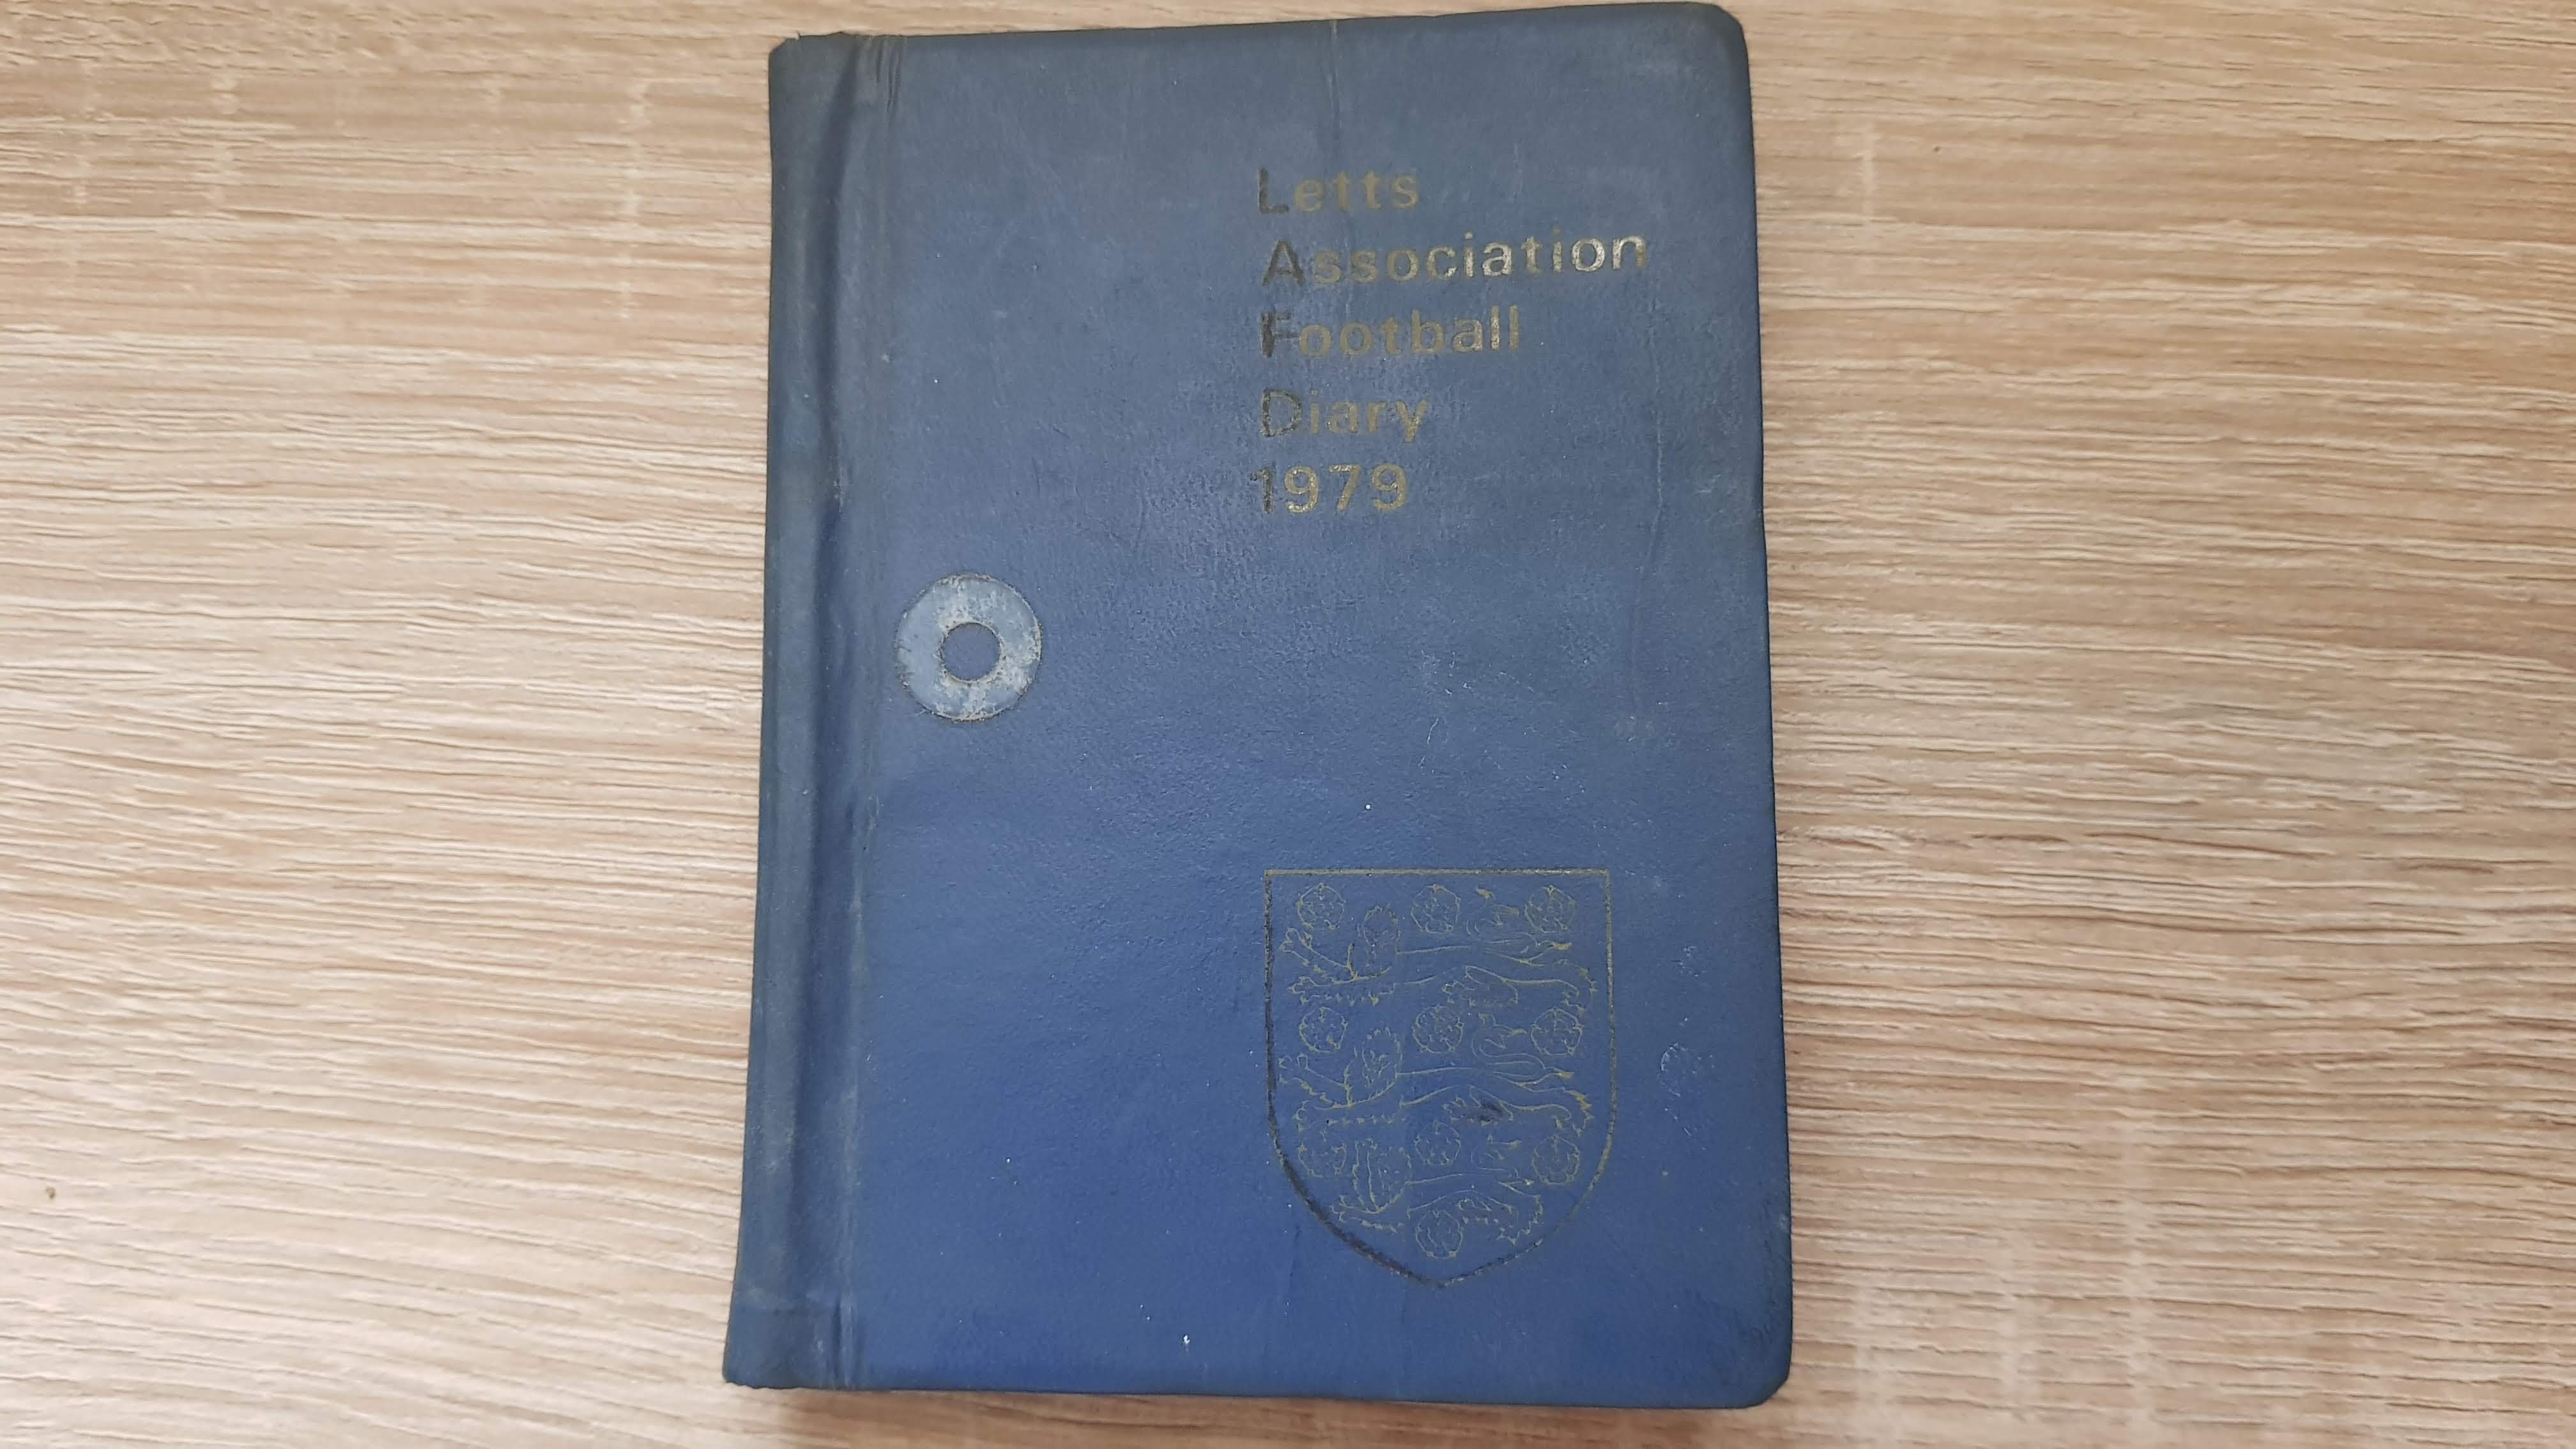 Letts
Association
Football
Diary
1979